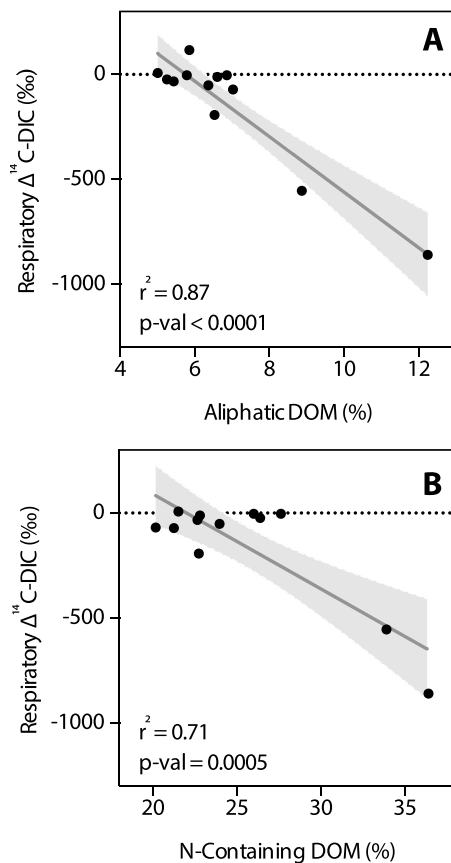 A
0
-500
-1000
Respiratory Δ¹⁴C-DIC (‰)
r² = 0.87
p-val < 0.0001
4 6 8 10 12
Aliphatic DOM (%)
B
0
-500
-1000
Respiratory Δ¹⁴C-DIC (‰)
r² = 0.71
p-val = 0.0005
20 25 30 35
N-Containing DOM (%)